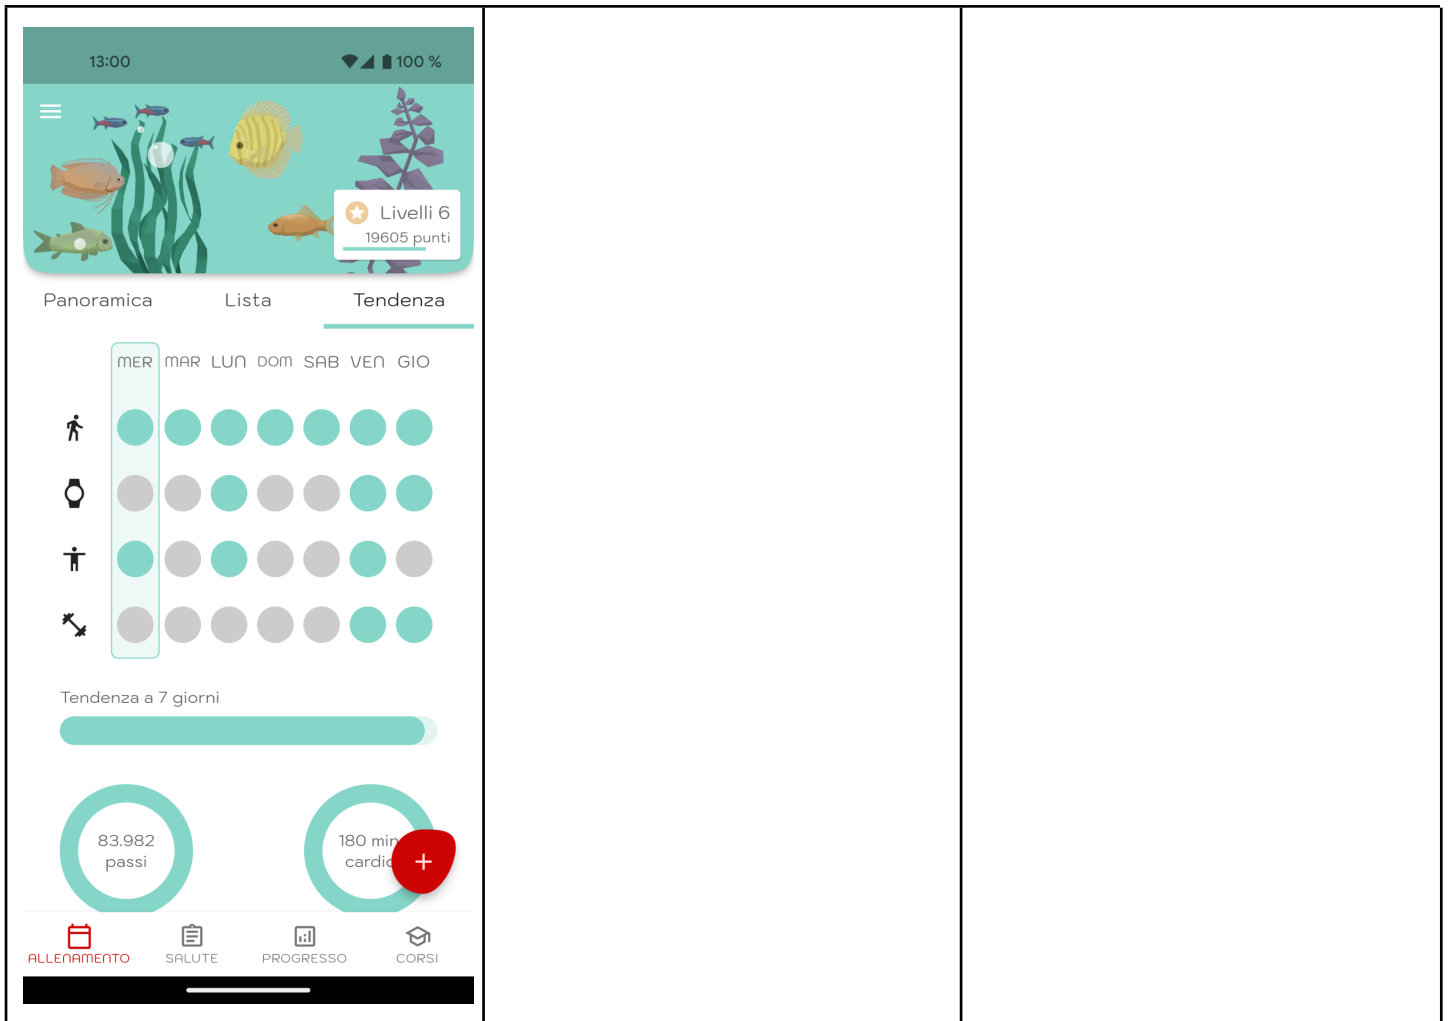 13:00 100 %
Livelli 6
19605 punti
Panoramica Lista Tendenza
MER MAR LUN DOM SAB VEN GIO
Tendenza a 7 giorni
83.982
passi
180 min
cardio
ALLENAMENTO SALUTE PROGRESSO CORSI